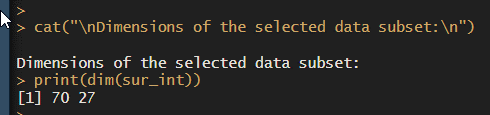 >
> cat("\nDimensions of the selected data subset:\n")
Dimensions of the selected data subset:
> print(dim(sur_int))
[1] 70 27
>